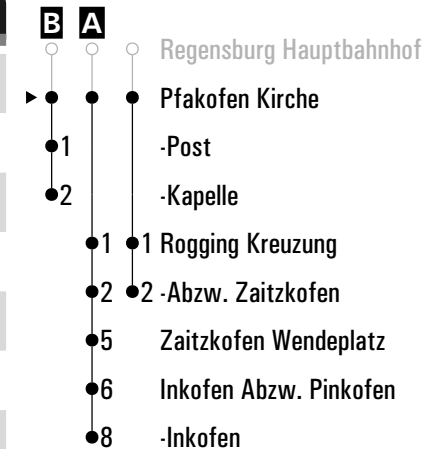 B A
Regensburg Hauptbahnhof
Pfakofen Kirche
1 -Post
2 -Kapelle
1 1 Rogging Kreuzung
2 2 -Abzw. Zaitzkofen
5 Zaitzkofen Wendeplatz
6 Inkofen Abzw. Pinkofen
8 -Inkofen